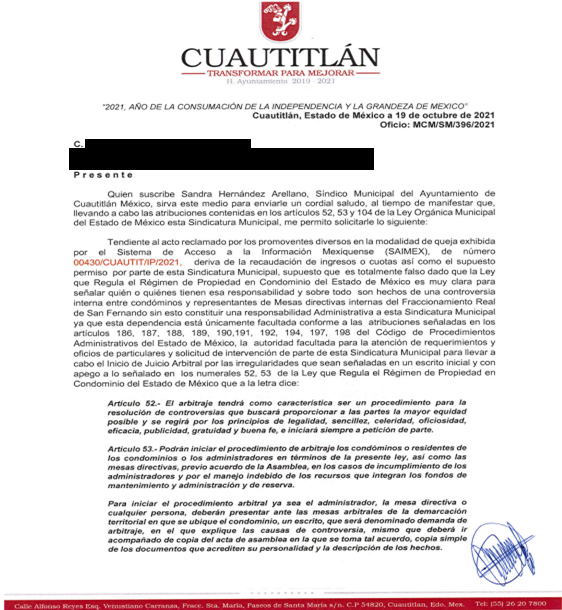 CUAUTITLÁN
TRANSFORMAR PARA MEJORAR
H. Ayuntamiento 2019 - 2021
"2021, AÑO DE LA CONSUMACIÓN DE LA INDEPENDENCIA Y LA GRANDEZA DE MEXICO"
Cuautitlán, Estado de México a 19 de octubre de 2021
Oficio: MCM/SM/396/2021
C.
Presente
Quien suscribe Sandra Hernández Arellano, Síndico Municipal del Ayuntamiento de
Cuautitlán México, sirva este medio para enviarle un cordial saludo, al tiempo de manifestar que,
llevando a cabo las atribuciones contenidas en los artículos 52, 53 y 104 de la Ley Orgánica Municipal
del Estado de México esta Sindicatura Municipal, me permito solicitarle lo siguiente:
Tendiente al acto reclamado por los promoventes diversos en la modalidad de queja exhibida
por el Sistema de Acceso a la Información Mexiquense (SAIMEX), de número
00430/CUAUTIT/IP/2021, deriva de la recaudación de ingresos o cuotas así como el supuesto
permiso por parte de esta Sindicatura Municipal, supuesto que es totalmente falso dado que la Ley
que Regula el Régimen de Propiedad en Condominio del Estado de México es muy clara para
señalar quién o quiénes tienen esa responsabilidad y sobre todo son hechos de una controversia
interna entre condóminos y representantes de Mesas directivas internas del Fraccionamiento Real
de San Fernando sin esto constituir una responsabilidad Administrativa a esta Sindicatura Municipal
ya que esta dependencia está únicamente facultada conforme a las atribuciones señaladas en los
artículos 186, 187, 188, 189, 190,191, 192, 194, 197, 198 del Código de Procedimientos
Administrativos del Estado de México, la autoridad facultada para la atención de requerimientos y
oficios de particulares y solicitud de intervención de parte de esta Sindicatura Municipal para llevar a
cabo el Inicio de Juicio Arbitral por las irregularidades que sean señaladas en un escrito inicial y con
apego a lo señalado en los numerales 52, 53 de la Ley que Regula el Régimen de Propiedad en
Condominio del Estado de México que a la letra dice:
Artículo 52.- El arbitraje tendrá como característica ser un procedimiento para la
resolución de controversias que buscará proporcionar a las partes la mayor equidad
posible y se regirá por los principios de legalidad, sencillez, celeridad, oficiosidad,
eficacia, publicidad, gratuidad y buena fe, e iniciará siempre a petición de parte.
Artículo 53.- Podrán iniciar el procedimiento de arbitraje los condóminos o residentes de
los condominios o los administradores en términos de la presente ley, así como las
mesas directivas, previo acuerdo de la Asamblea, en los casos de incumplimiento de los
administradores y por el manejo indebido de los recursos que integran los fondos de
mantenimiento y administración y de reserva.
Para iniciar el procedimiento arbitral ya sea el administrador, la mesa directiva o
cualquier persona, deberán presentar ante las mesas arbitrales de la demarcación
territorial en que se ubique el condominio, un escrito, que será denominado demanda de
arbitraje, en el que explique las causas de controversia, mismo que deberá ir
acompañado de copia del acta de asamblea en la que se toma tal acuerdo, copia simple
de los documentos que acrediten su personalidad y la descripción de los hechos.
Calle Alfonso Reyes Esq. Venustiano Carranza, Fracc. Sta. María, Paseos de Santa María s/n. C.P 54820, Cuautitlan, Edo. Mex. Tel: (55) 26 20 7800